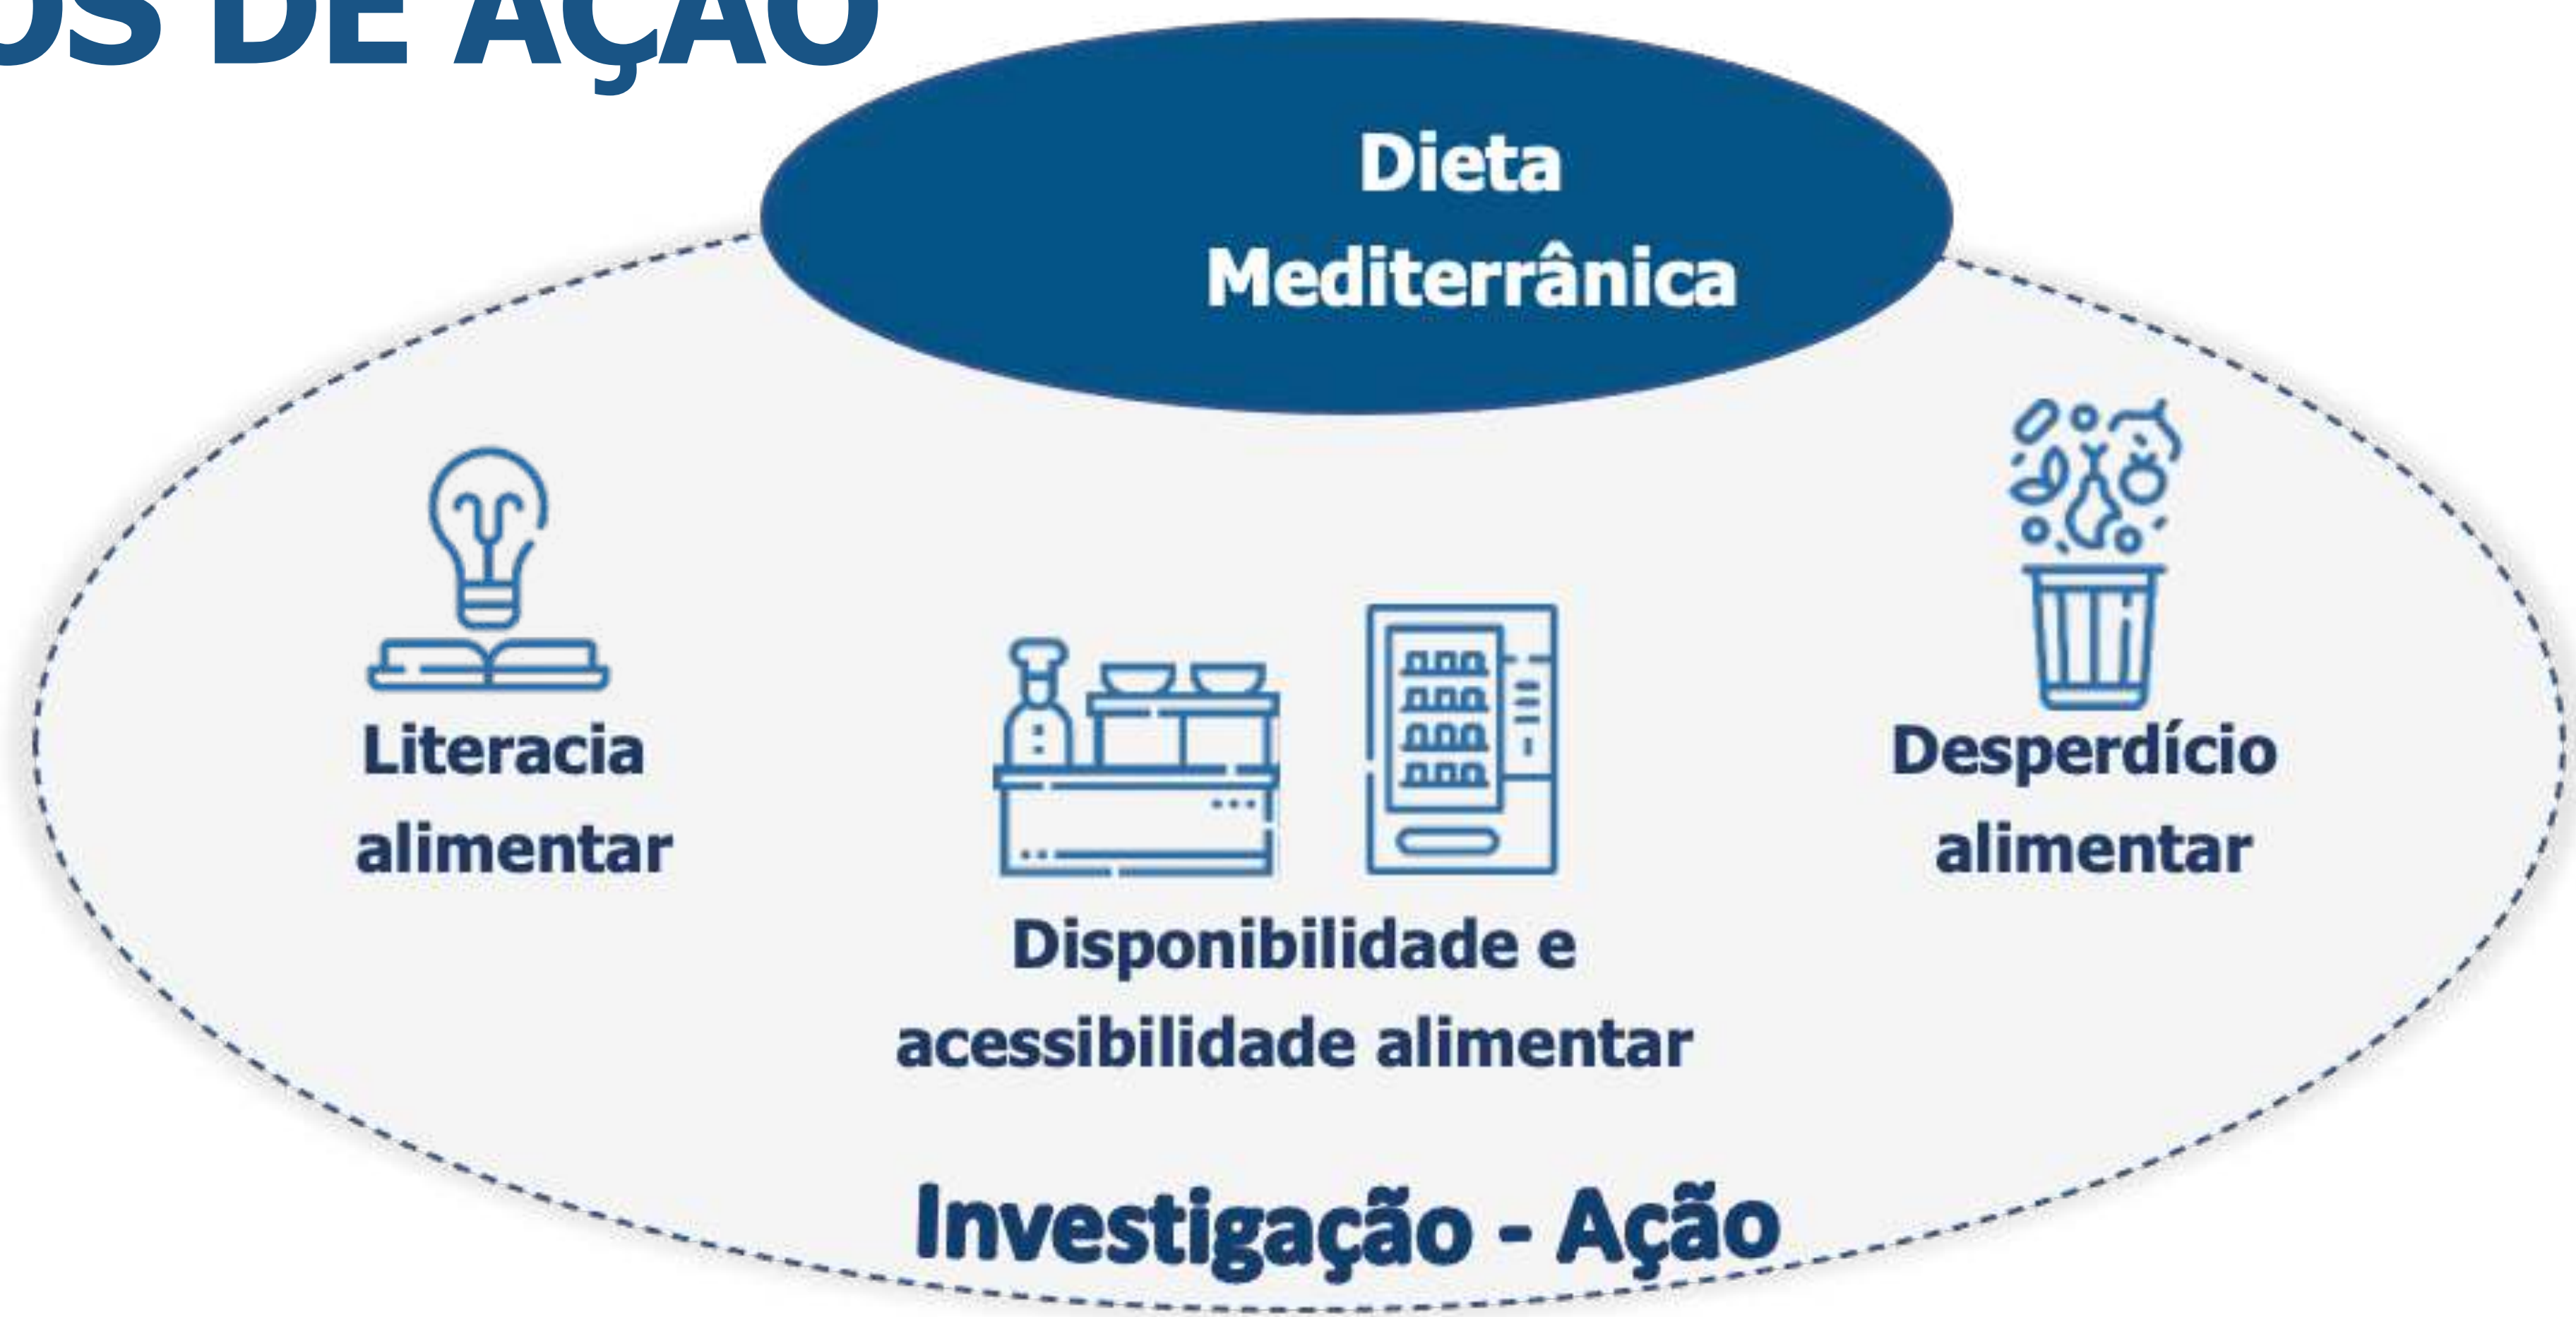 DE AÇÃO
Dieta
Mediterrânica
Literacia
alimentar
Desperdício
alimentar
Disponibilidade e
acessibilidade alimentar
Investigação - Ação